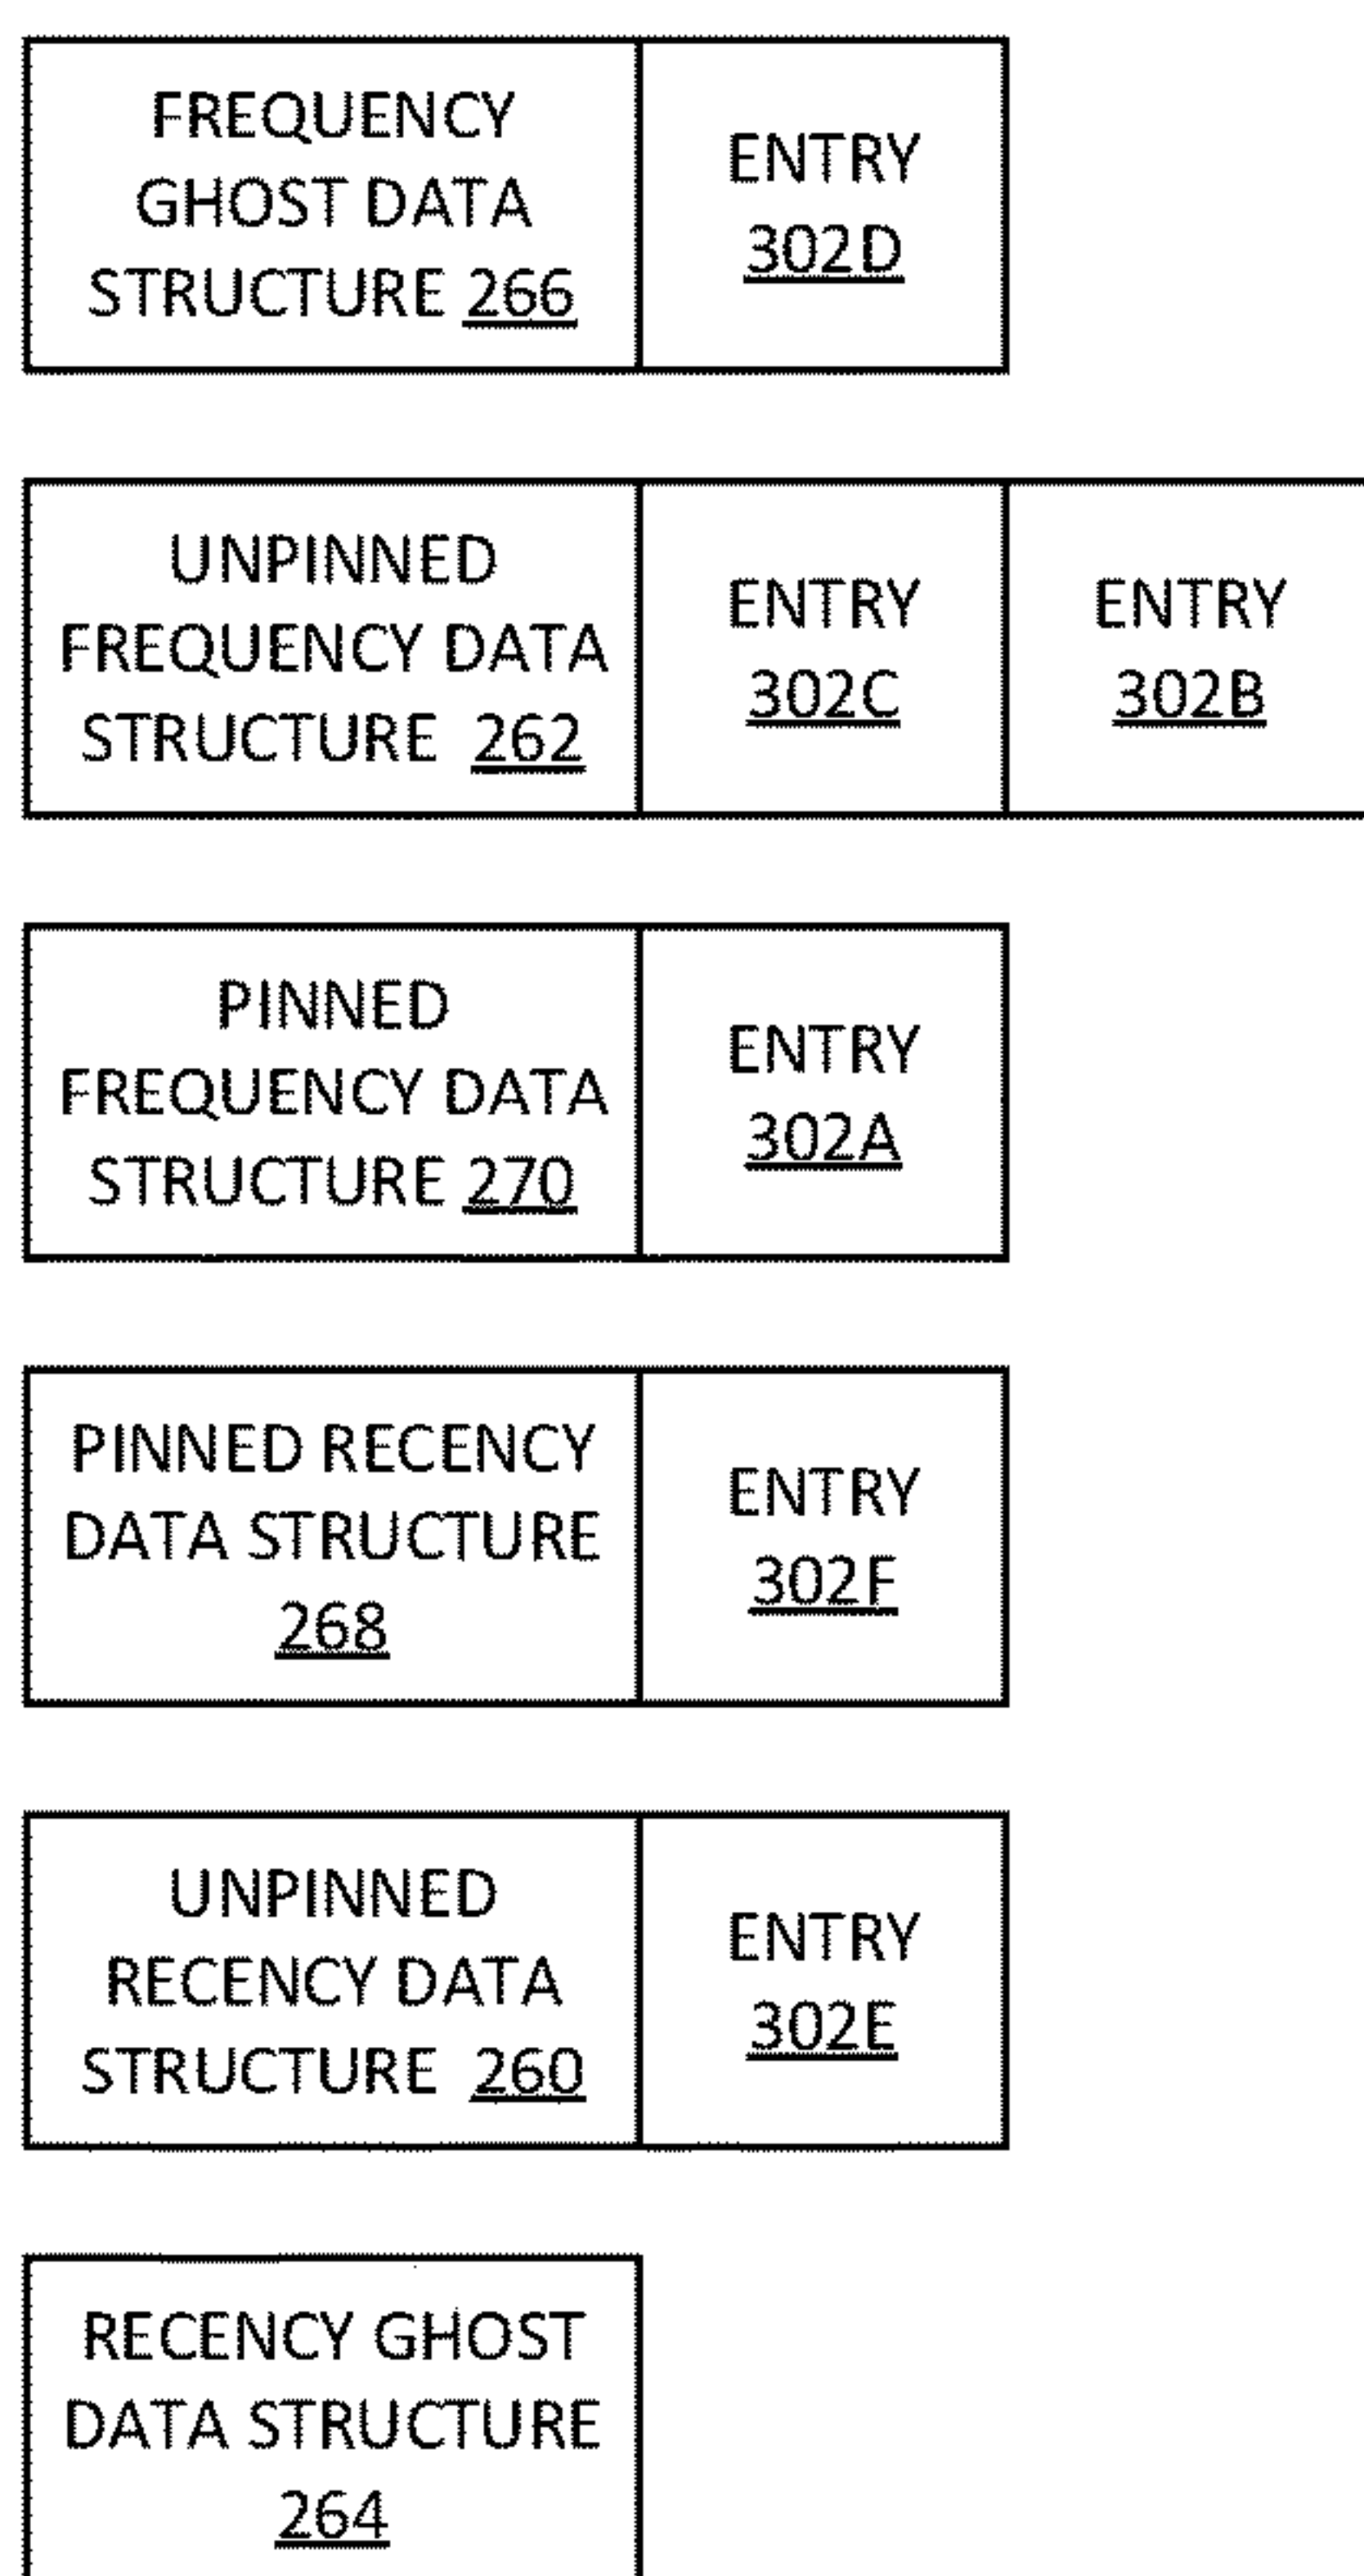 FREQUENCY
GHOST DATA
STRUCTURE 266
ENTRY
302D
UNPINNED
FREQUENCY DATA
STRUCTURE 262
ENTRY
302C
ENTRY
302B
PINNED
FREQUENCY DATA
STRUCTURE 270
ENTRY
302A
PINNED RECENCY
DATA STRUCTURE
268
ENTRY
302F
UNPINNED
RECENCY DATA
STRUCTURE 260
ENTRY
302E
RECENCY GHOST
DATA STRUCTURE
264